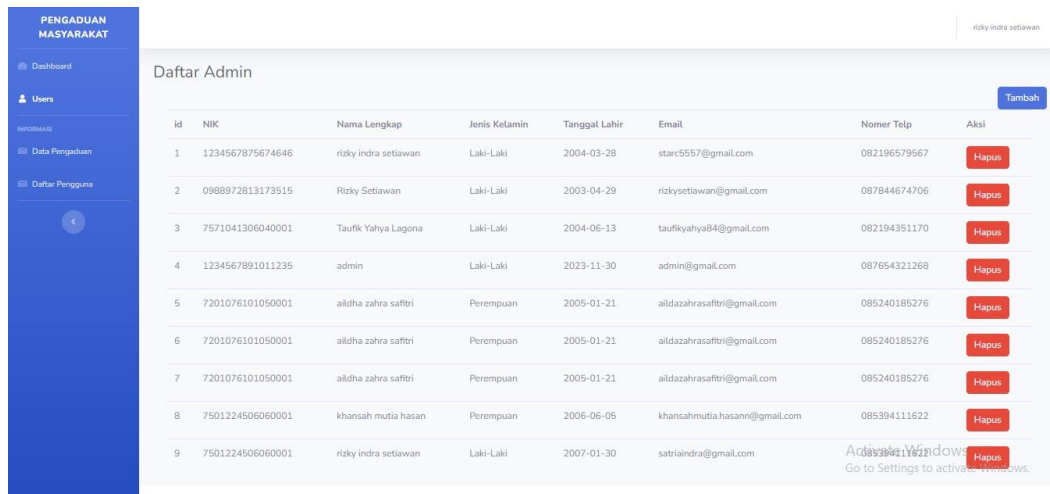 PENGADUAN
MASYARAKAT
rizky indra setiawan
Dashboard
Users
INFORMASI
Data Pengaduan
Daftar Pengguna
Daftar Admin
Tambah
id NIK Nama Lengkap Jenis Kelamin Tanggal Lahir Email Nomer Telp Aksi
1 1234567875674646 rizky indra setiawan Laki-Laki 2004-03-28 starc5557@gmail.com 082196579567 Hapus
2 0988972813173515 Rizky Setiawan Laki-Laki 2003-04-29 rizkysetiawan@gmail.com 087844674706 Hapus
3 7571041306040001 Taufik Yahya Lagona Laki-Laki 2004-06-13 taufikyahya84@gmail.com 082194351170 Hapus
4 1234567891011235 admin Laki-Laki 2023-11-30 admin@gmail.com 087654321268 Hapus
5 7201076101050001 aildha zahra safitri Perempuan 2005-01-21 aildazahrasafitri@gmail.com 085240185276 Hapus
6 7201076101050001 aildha zahra safitri Perempuan 2005-01-21 aildazahrasafitri@gmail.com 085240185276 Hapus
7 7201076101050001 aildha zahra safitri Perempuan 2005-01-21 aildazahrasafitri@gmail.com 085240185276 Hapus
8 7501224506060001 khansah mutia hasan Perempuan 2006-06-05 khansahmutia.hasann@gmail.com 085394111622 Hapus
9 7501224506060001 rizky indra setiawan Laki-Laki 2007-01-30 satriaindra@gmail.com 085394111622 Hapus
Activate Windows
Go to Settings to activate Windows.